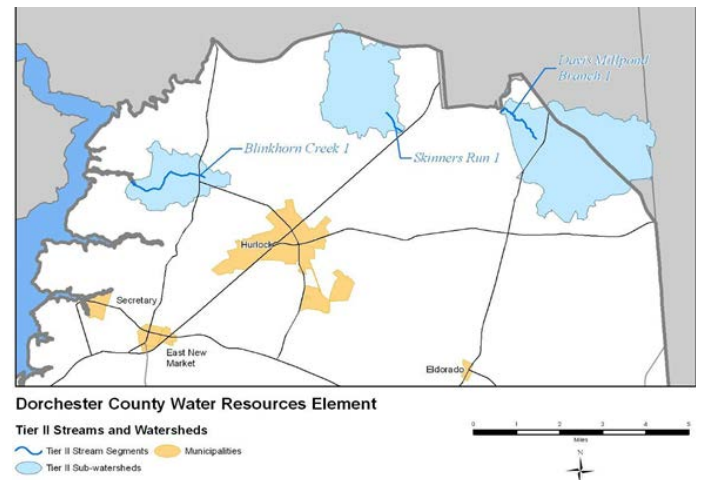 Davis Millpond
Branch 1
Blinkhorn Creek 1
Skinners Run 1
Hurlock
Secretary
East New
Market
Eldorado
Dorchester County Water Resources Element
Tier II Streams and Watersheds
Tier II Stream Segments
Municipalities
Tier II Sub-watersheds
0 1 2 3 4 5
Miles
N